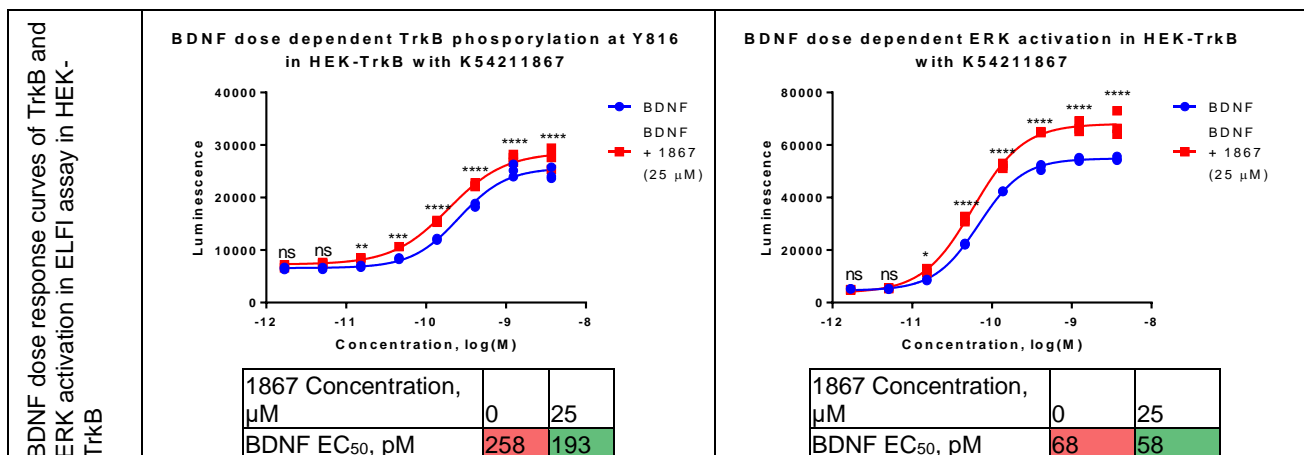 BDNF dose response curves of TrkB and
ERK activation in ELFI assay in HEK-
TrkB
BDNF dose dependent TrkB phosporylation at Y816
in HEK-TrkB with K54211867
40000
30000
20000
10000
0
Luminescence
ns
ns
**
***
****
****
****
****
-12
-11
-10
-9
-8
Concentration, log(M)
BDNF
BDNF
+ 1867
(25 μM)
1867 Concentration,
µM 0 25
BDNF EC50, pM 258 193
BDNF dose dependent ERK activation in HEK-TrkB
with K54211867
80000
60000
40000
20000
0
Luminescence
ns
ns
*
****
****
****
****
****
-12
-11
-10
-9
-8
Concentration, log(M)
BDNF
BDNF
+ 1867
(25 μM)
1867 Concentration,
µM 0 25
BDNF EC50, pM 68 58